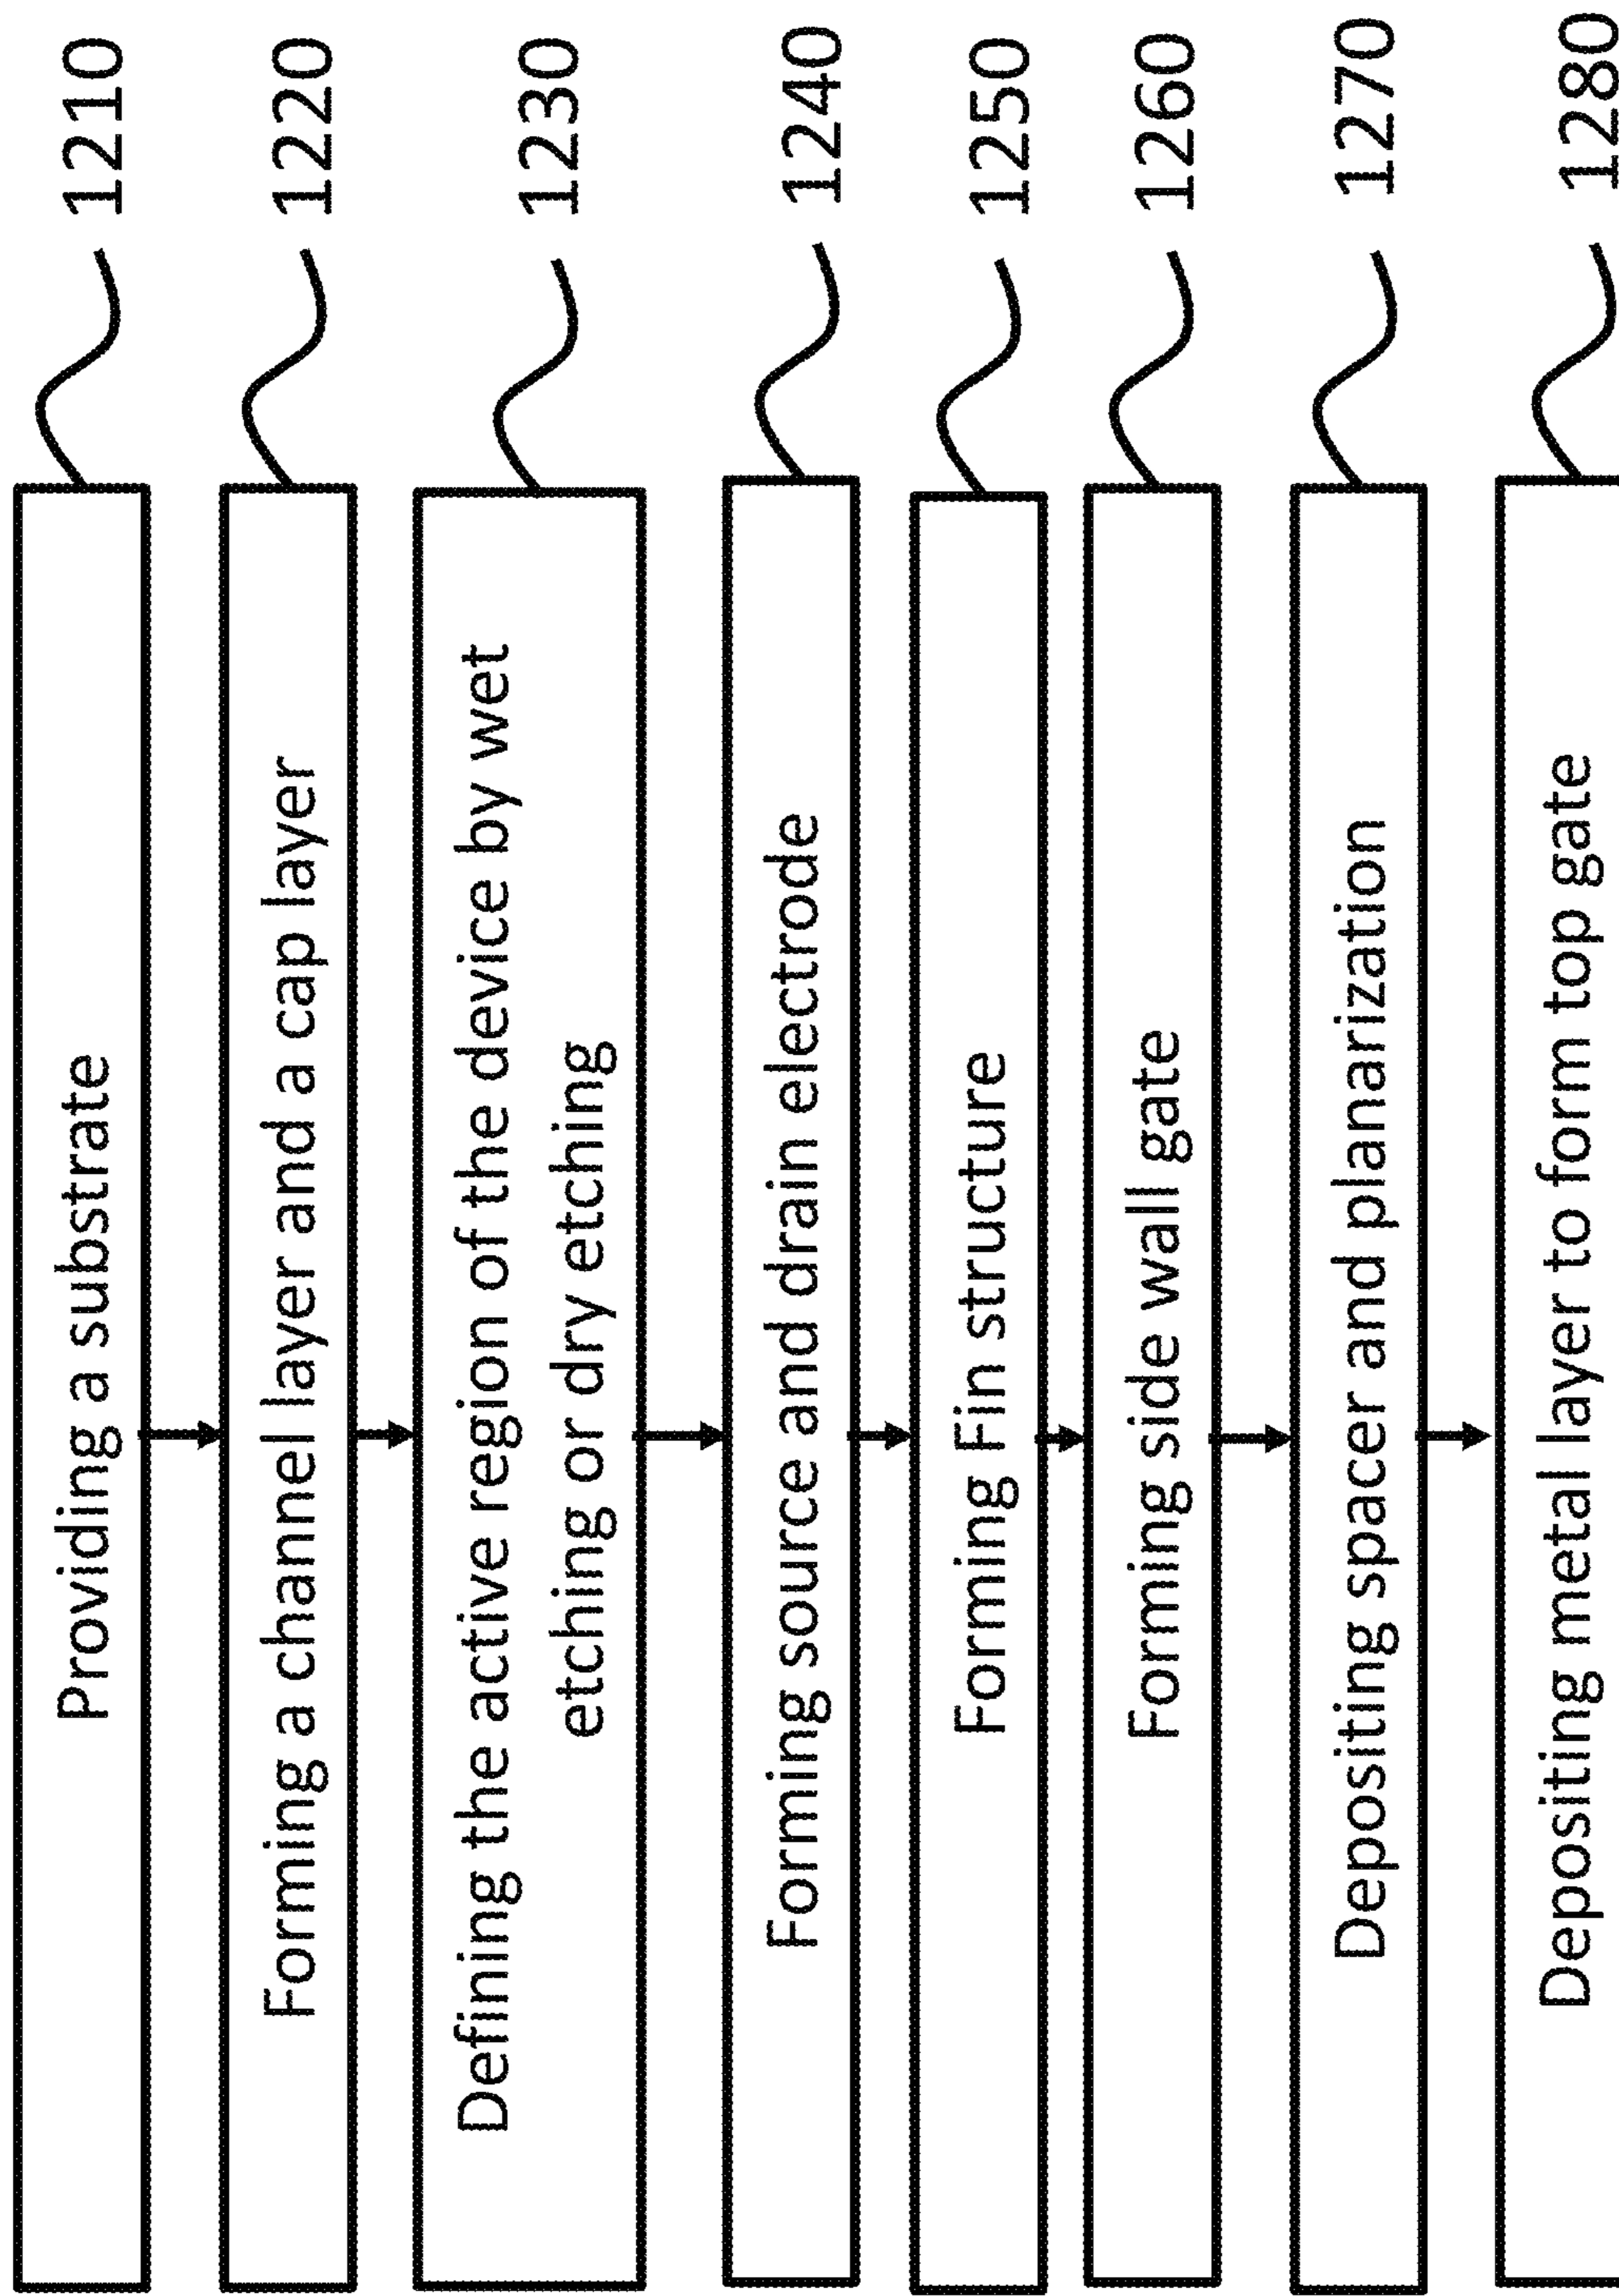 Providing a substrate 1210
Forming a channel layer and a cap layer 1220
Defining the active region of the device by wet
etching or dry etching 1230
Forming source and drain electrode 1240
Forming Fin structure 1250
Forming side wall gate 1260
Depositing spacer and planarization 1270
Depositing metal layer to form top gate 1280